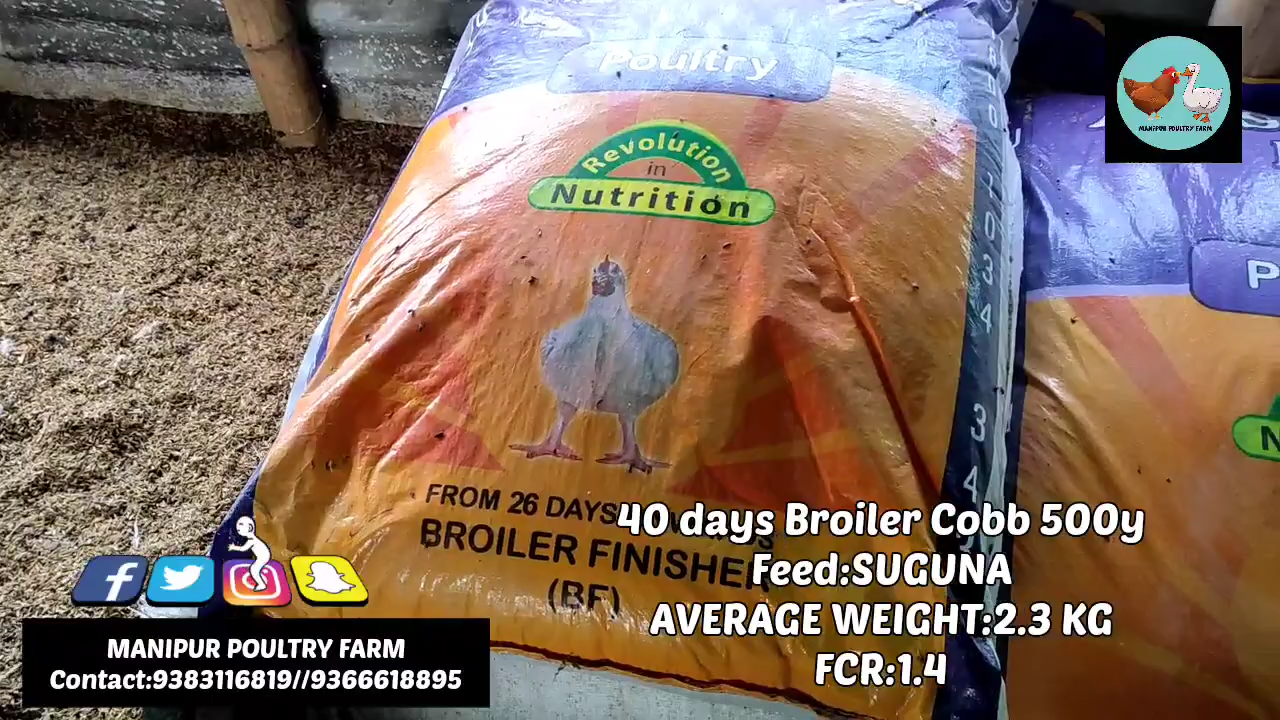 Poultry
Revolution
in
Nutrition
FROM 26 DAYS
BROILER FINISHER
(BF)
MANIPUR POULTRY FARM
P
N
40 days Broiler Cobb 500y
Feed:SUGUNA
AVERAGE WEIGHT:2.3 KG
FCR:1.4
MANIPUR POULTRY FARM
Contact:9383116819//9366618895